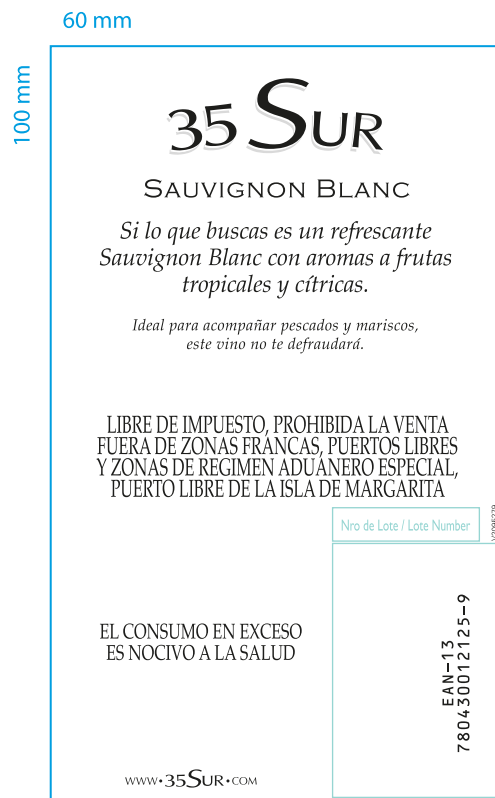 60 mm
100 mm
35 SUR
SAUVIGNON BLANC
Si lo que buscas es un refrescante
Sauvignon Blanc con aromas a frutas
tropicales y cítricas.
Ideal para acompañar pescados y mariscos,
este vino no te defraudará.
LIBRE DE IMPUESTO, PROHIBIDA LA VENTA
FUERA DE ZONAS FRANCAS, PUERTOS LIBRES
Y ZONAS DE REGIMEN ADUANERO ESPECIAL,
PUERTO LIBRE DE LA ISLA DE MARGARITA
Nro de Lote / Lote Number
EL CONSUMO EN EXCESO
ES NOCIVO A LA SALUD
EAN-13
780430012125-9
WWW•35SUR•COM